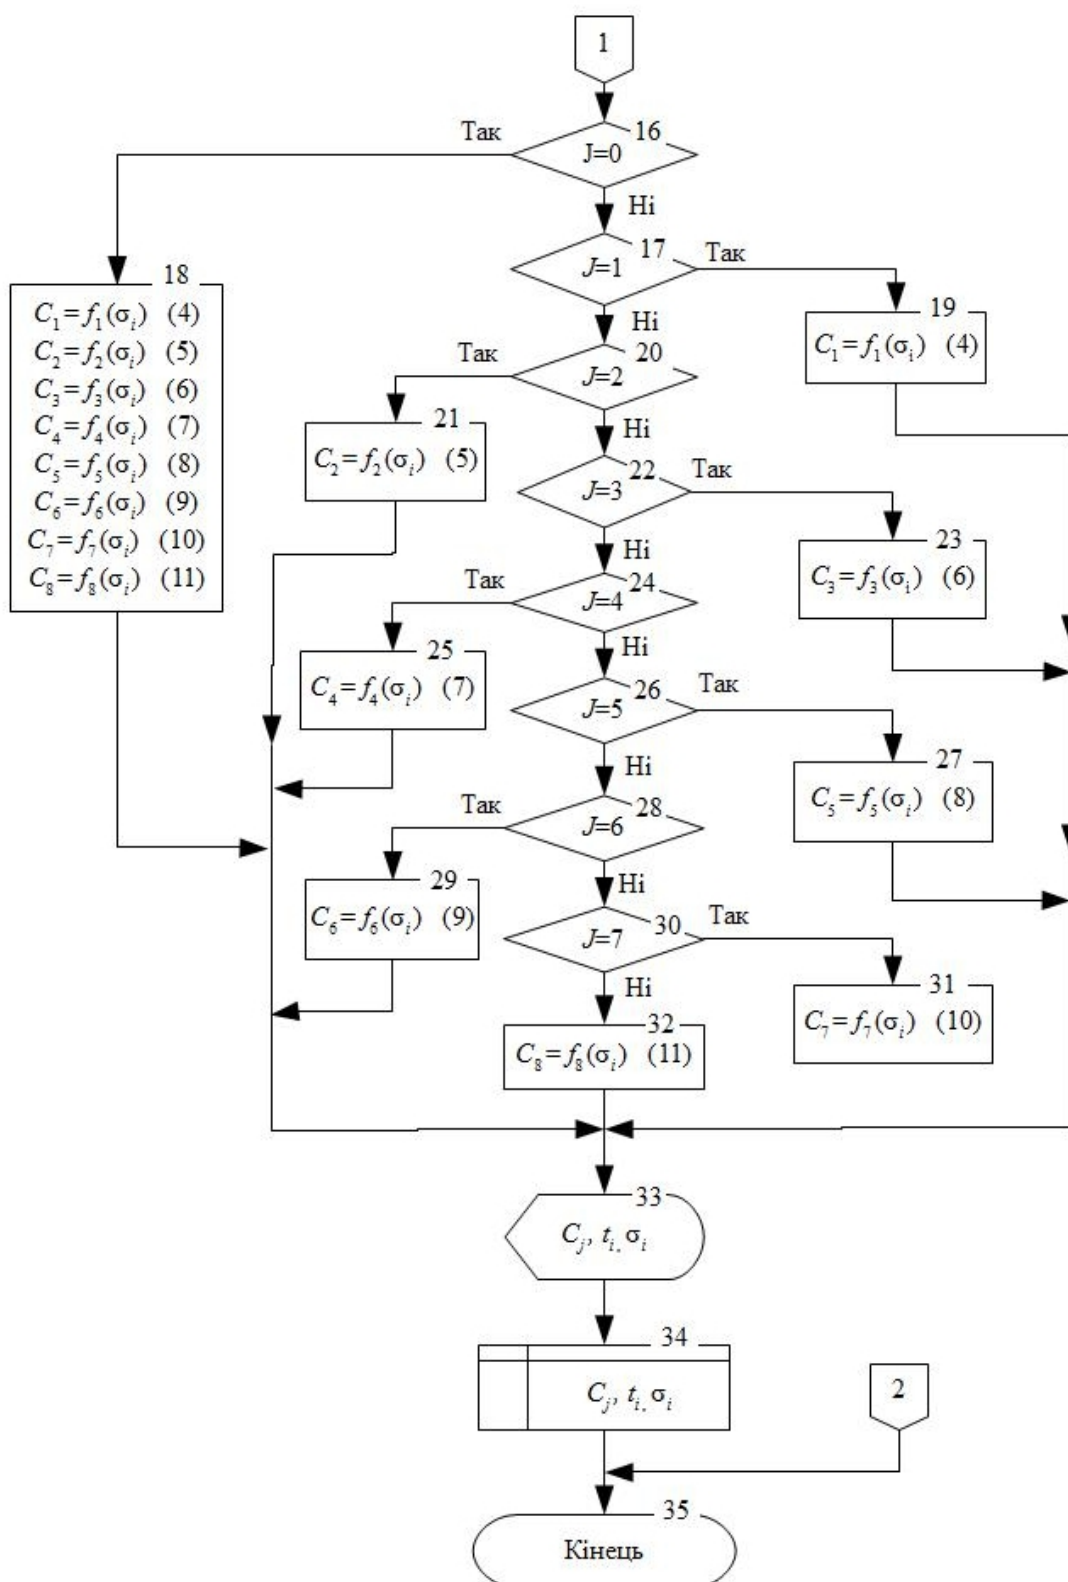 1
16
Так
J=0
Ні
17
Так
J=1
18
C₁=f₁(σᵢ) (4)
C₂=f₂(σᵢ) (5)
C₃=f₃(σᵢ) (6)
C₄=f₄(σᵢ) (7)
C₅=f₅(σᵢ) (8)
C₆=f₆(σᵢ) (9)
C₇=f₇(σᵢ) (10)
C₈=f₈(σᵢ) (11)
19
C₁=f₁(σᵢ) (4)
Ні
20
Так
J=2
21
C₂=f₂(σᵢ) (5)
Ні
22
Так
J=3
23
C₃=f₃(σᵢ) (6)
Ні
24
Так
J=4
25
C₄=f₄(σᵢ) (7)
Ні
26
Так
J=5
27
C₅=f₅(σᵢ) (8)
Ні
28
Так
J=6
29
C₆=f₆(σᵢ) (9)
Ні
30
Так
J=7
31
C₇=f₇(σᵢ) (10)
Ні
32
C₈=f₈(σᵢ) (11)
33
Cⱼ, tᵢ, σᵢ
34
Cⱼ, tᵢ, σᵢ
2
35
Кінець